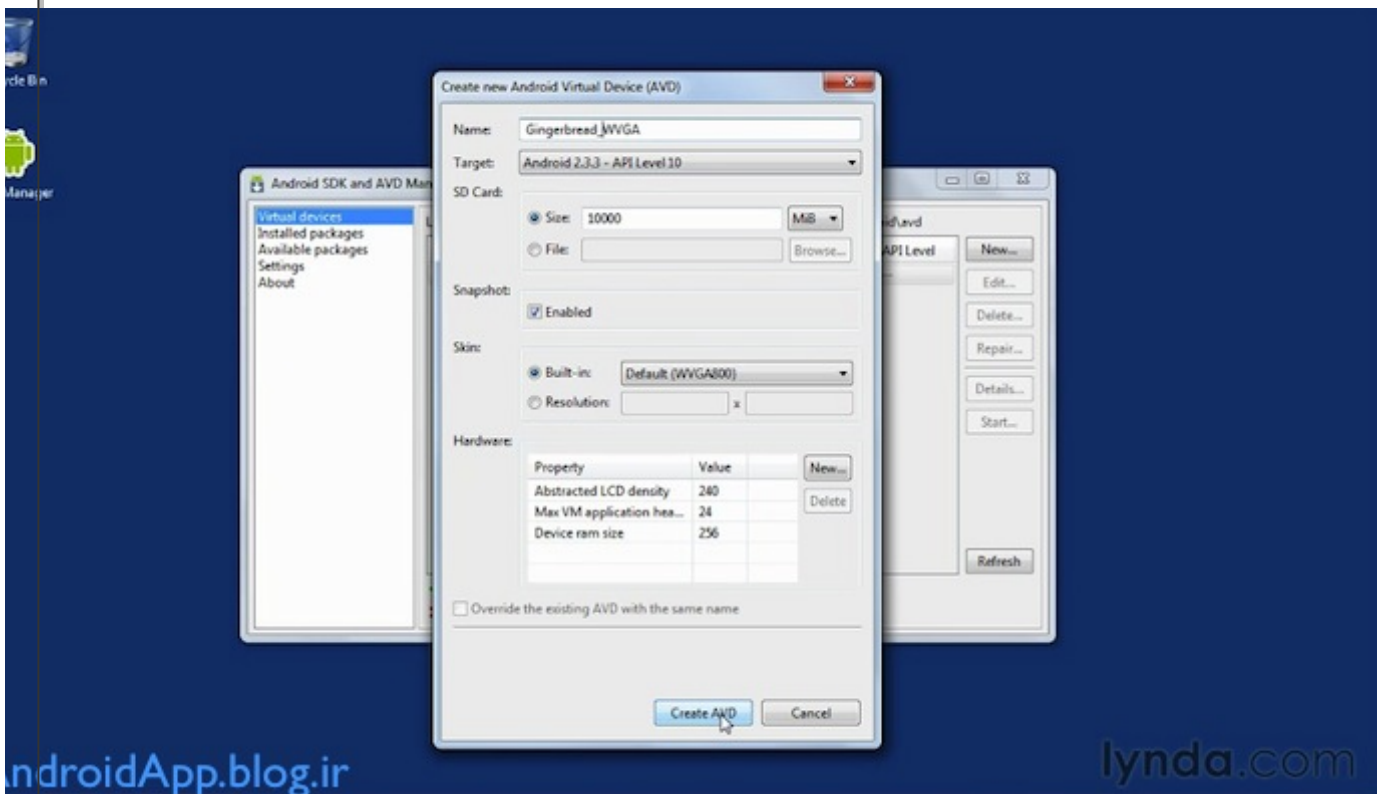 cycle Bin
Manager
Create new Android Virtual Device (AVD)
Name: Gingerbread_WVGA
Target: Android 2.3.3 - API Level 10
SD Card:
Size: 10000 MiB
File: Browse...
Snapshot:
Enabled
Skin:
Built-in: Default (WVGA800)
Resolution: x
Hardware:
Property Value New...
Abstracted LCD density 240 Delete
Max VM application hea... 24
Device ram size 256
Override the existing AVD with the same name
Create AVD Cancel
Android SDK and AVD Man
Virtual devices
Installed packages
Available packages
Settings
About
id\avd
API Level New...
Edit...
Delete...
Repair...
Details...
Start...
Refresh
AndroidApp.blog.ir
lynda.com